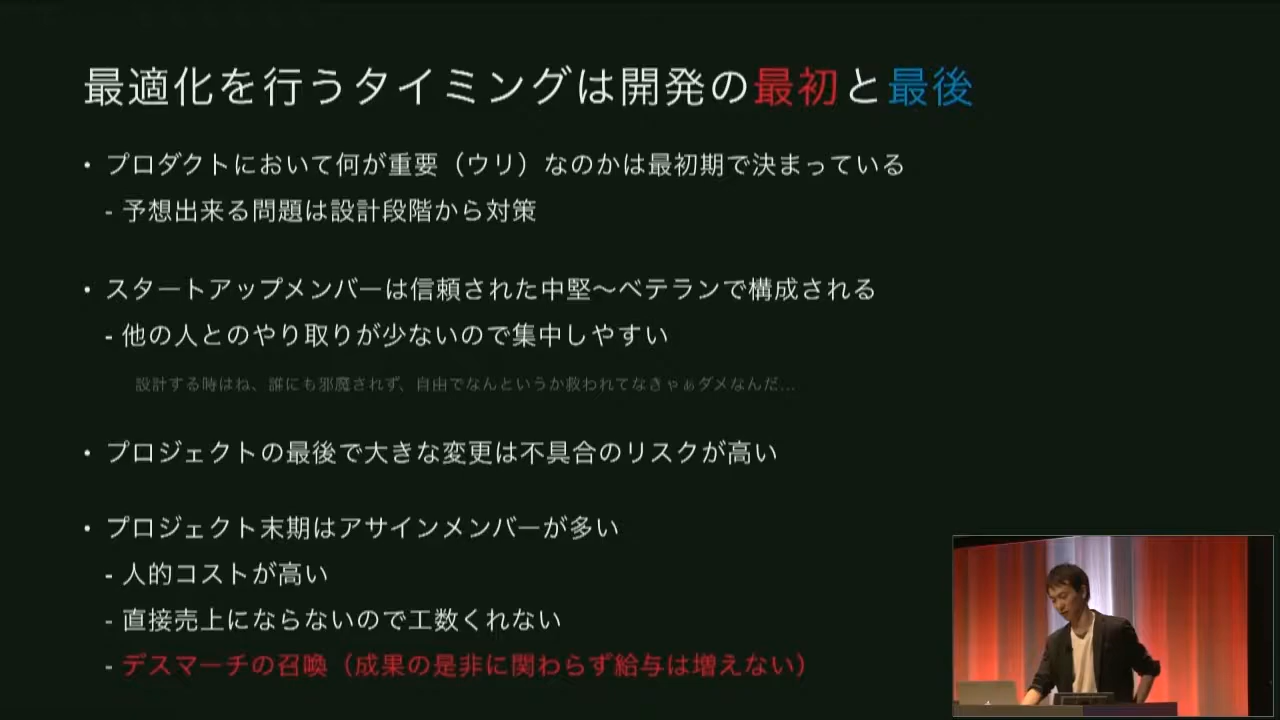 最適化を行うタイミングは開発の最初と最後
・ プロダクトにおいて何が重要（ウリ）なのかは最初期で決まっている
- 予想出来る問題は設計段階から対策
・ スタートアップメンバーは信頼された中堅〜ベテランで構成される
- 他の人とのやり取りが少ないので集中しやすい
設計する時はね、誰にも邪魔されず、自由でなんというか救われてなきゃぁダメなんだ...
・ プロジェクトの最後で大きな変更は不具合のリスクが高い
・ プロジェクト末期はアサインメンバーが多い
- 人的コストが高い
- 直接売上にならないので工数くれない
- デスマーチの召喚（成果の是非に関わらず給与は増えない）